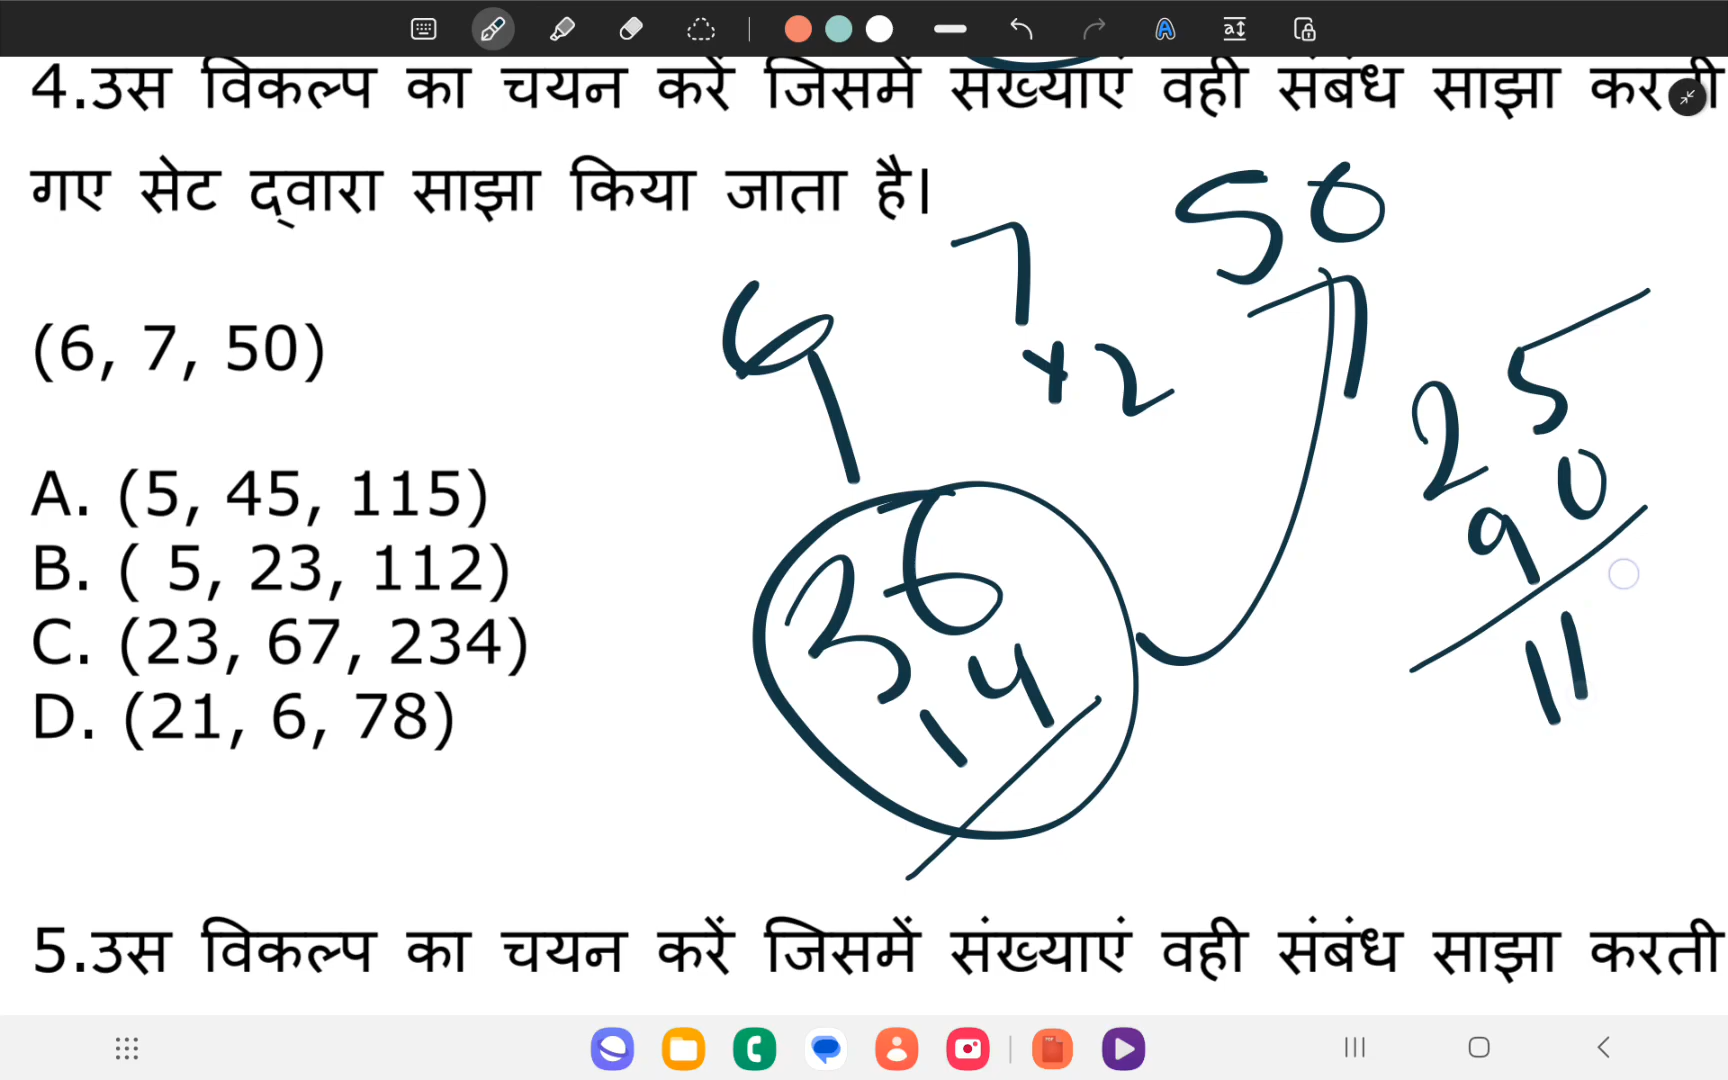 4.उस विकल्प का चयन करें जिसमें संख्याएं वही संबंध साझा करती
गए सेट द्वारा साझा किया जाता है।
(6, 7, 50)
A. (5, 45, 115)
B. ( 5, 23, 112)
C. (23, 67, 234)
D. (21, 6, 78)
6 7 50
×2
36
14
25
90
11
5.उस विकल्प का चयन करें जिसमें संख्याएं वही संबंध साझा करती